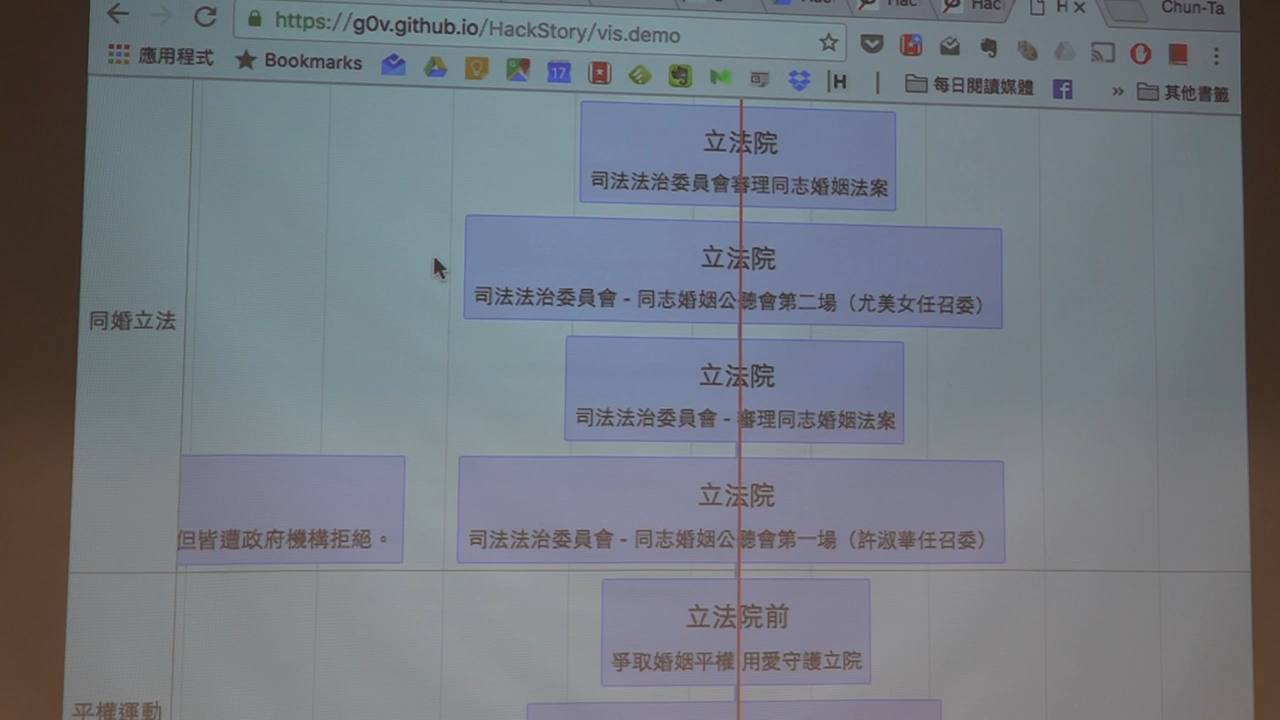 Hac
Hac
H
Chun-Ta
https://g0v.github.io/HackStory/vis.demo
應用程式
Bookmarks
17
H
每日閱讀媒體
»
其他書籤
立法院
司法法治委員會審理同志婚姻法案
立法院
司法法治委員會 - 同志婚姻公聽會第二場（尤美女任召委）
同婚立法
立法院
司法法治委員會 - 審理同志婚姻法案
但皆遭政府機構拒絕。
立法院
司法法治委員會 - 同志婚姻公聽會第一場（許淑華任召委）
立法院前
爭取婚姻平權 用愛守護立院
平權運動